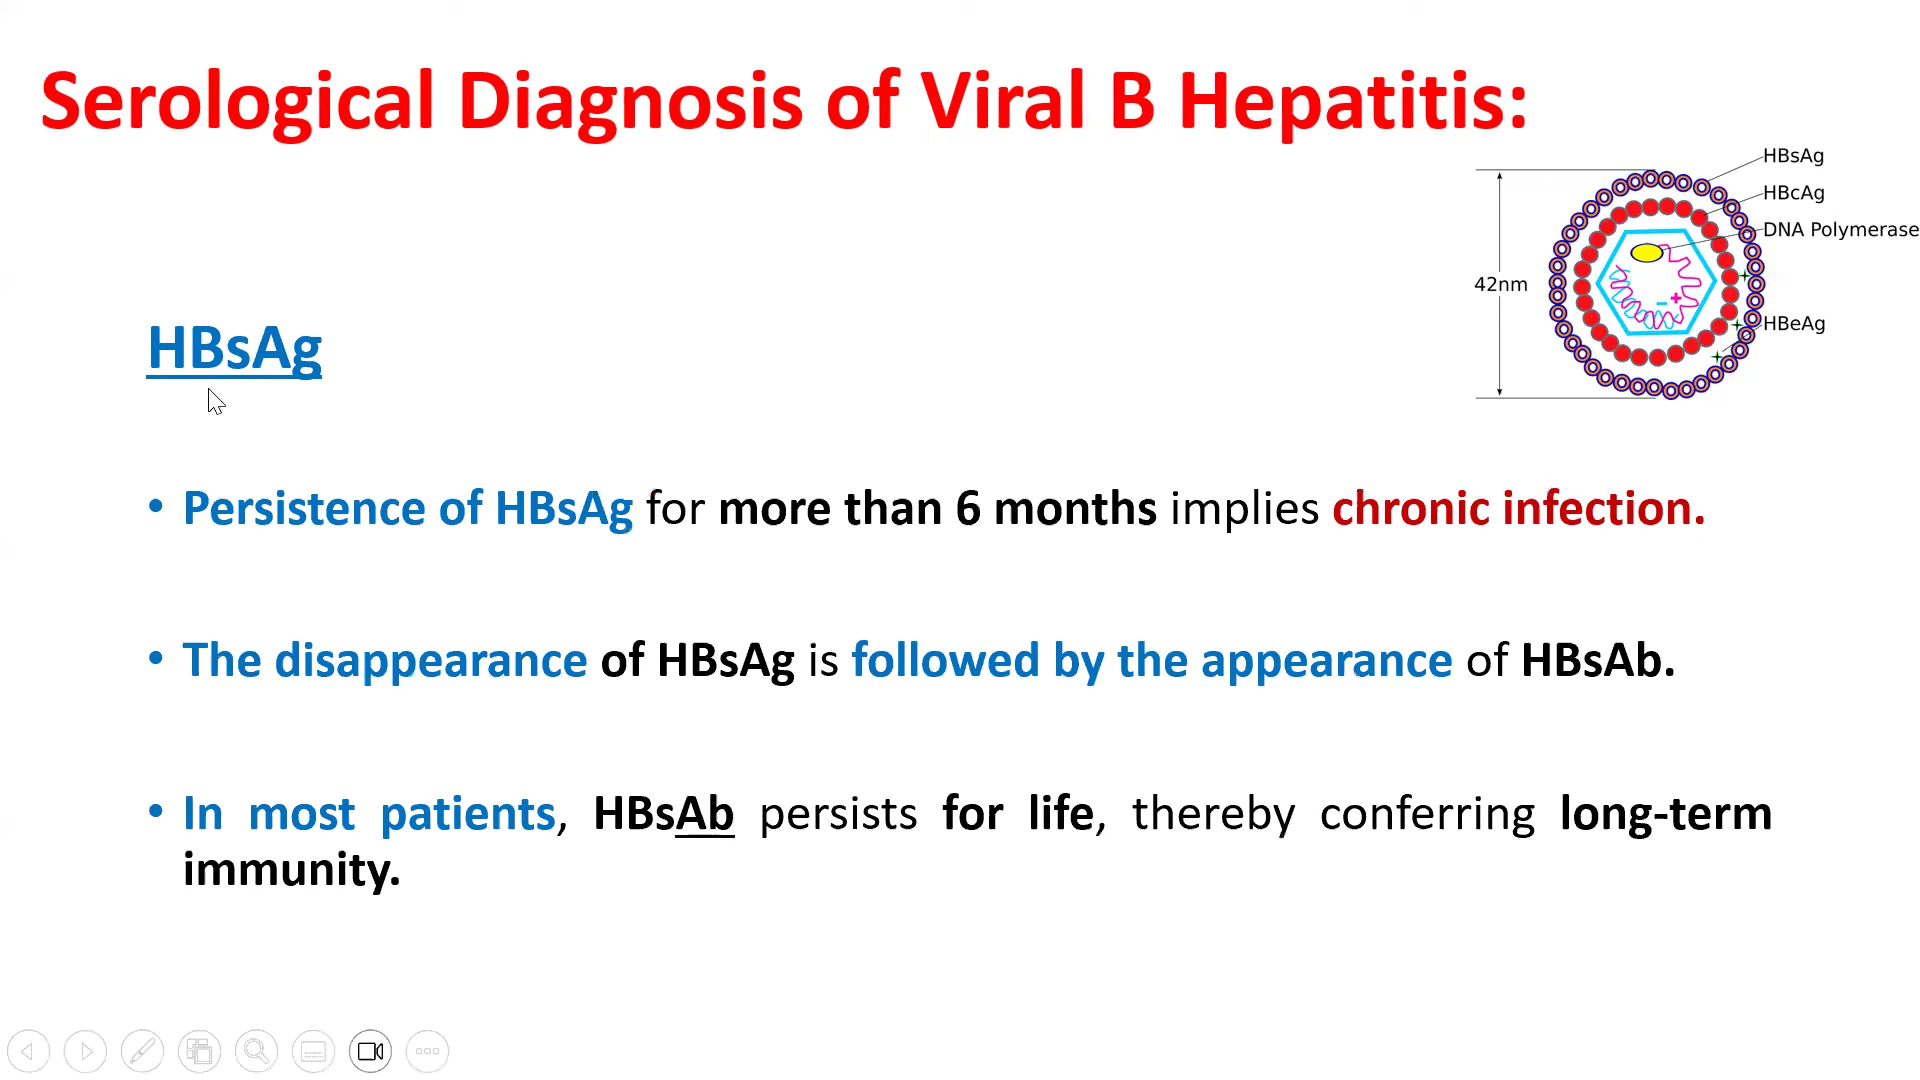 Serological Diagnosis of Viral B Hepatitis:
HBsAg
HBcAg
DNA Polymerase
42nm
HBeAg
HBsAg
• Persistence of HBsAg for more than 6 months implies chronic infection.
• The disappearance of HBsAg is followed by the appearance of HBsAb.
• In most patients, HBsAb persists for life, thereby conferring long-term
immunity.